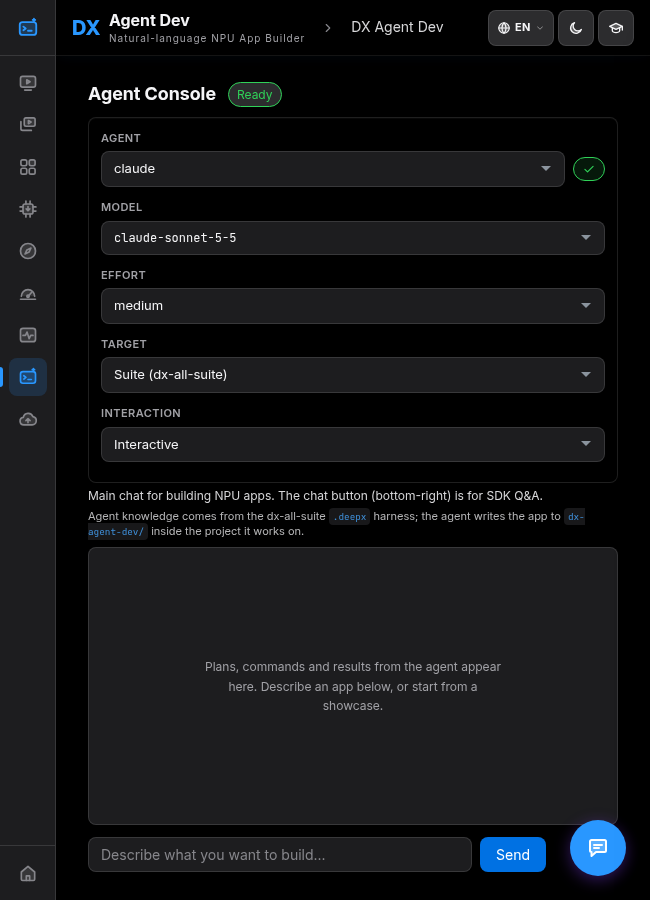 DX
Agent Dev
Natural-language NPU App Builder
DX Agent Dev
EN
Agent Console
Ready
AGENT
claude
MODEL
claude-sonnet-5-5
EFFORT
medium
TARGET
Suite (dx-all-suite)
INTERACTION
Interactive
Main chat for building NPU apps. The chat button (bottom-right) is for SDK Q&A.
Agent knowledge comes from the dx-all-suite .deepx harness; the agent writes the app to dx-
agent-dev/ inside the project it works on.
Plans, commands and results from the agent appear
here. Describe an app below, or start from a
showcase.
Describe what you want to build...
Send